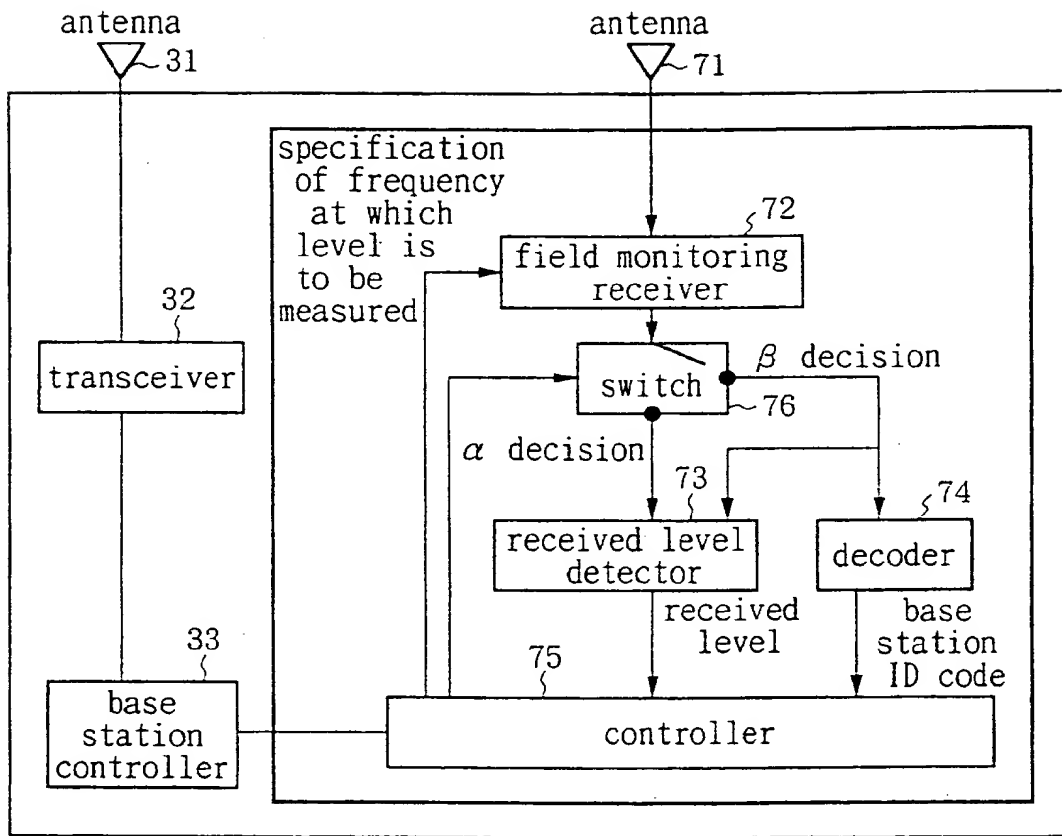 antenna
31
antenna
71
specification
of frequency
at which
level is
to be
measured
72
field monitoring
receiver
32
transceiver
switch
76
β decision
α decision
73
received level
detector
74
decoder
received
level
base
station
ID code
33
base
station
controller
75
controller